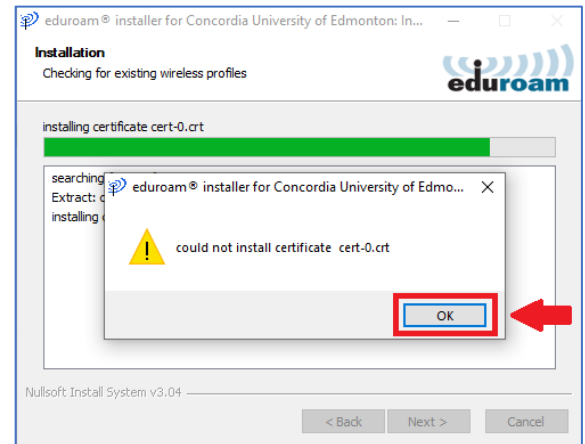 eduroam® installer for Concordia University of Edmonton: In...
Installation
Checking for existing wireless profiles
eduroam
installing certificate cert-0.crt
searching
Extract: c
installing c
eduroam® installer for Concordia University of Edmo...
could not install certificate cert-0.crt
OK
Nullsoft Install System v3.04
< Back
Next >
Cancel